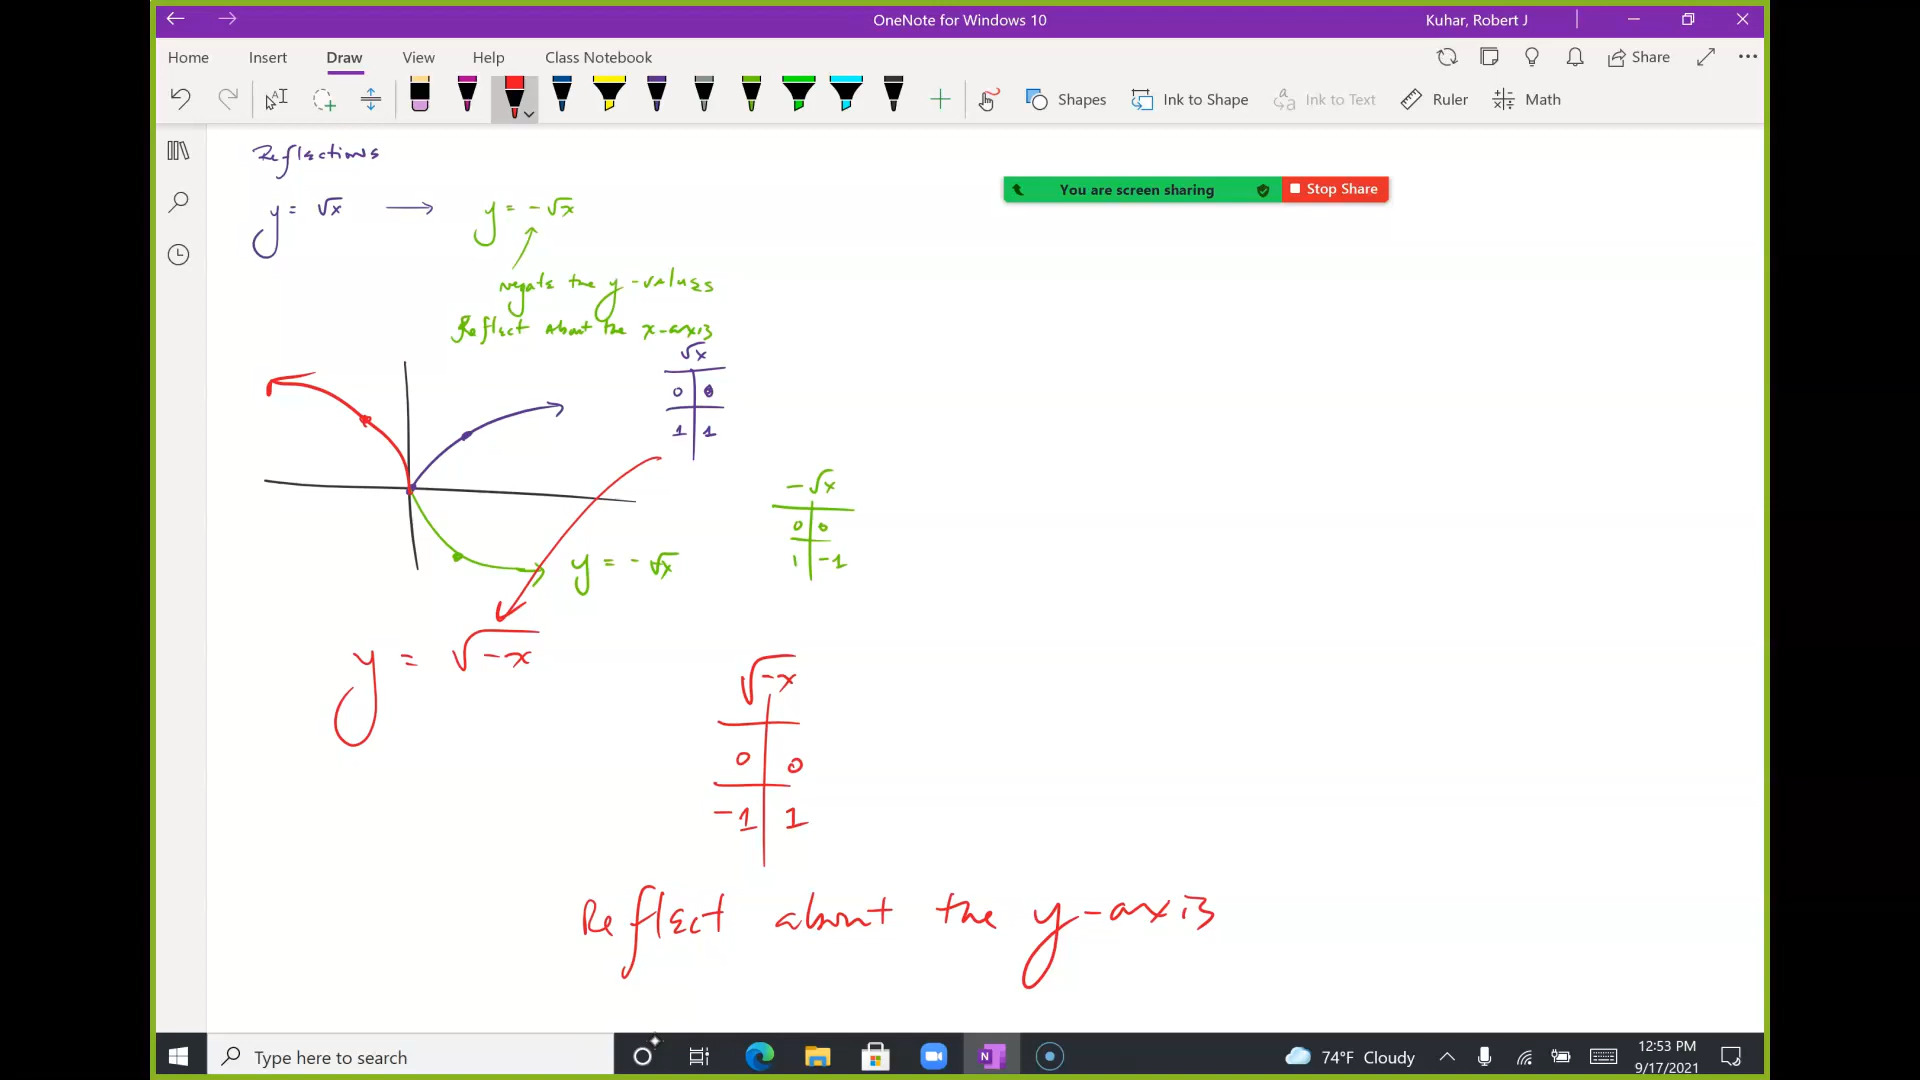 OneNote for Windows 10
Kuhar, Robert J
Home Insert Draw View Help Class Notebook
Share
Shapes Ink to Shape Ink to Text Ruler Math
You are screen sharing Stop Share
Reflections
y = √x → y = -√x
negate the y-values
Reflect about the x-axis
√x
0 0
1 1
-√x
0 0
1 -1
y = -√x
y = √-x
√-x
0 0
-1 1
Reflect about the y-axis
Type here to search
74°F Cloudy
12:53 PM
9/17/2021